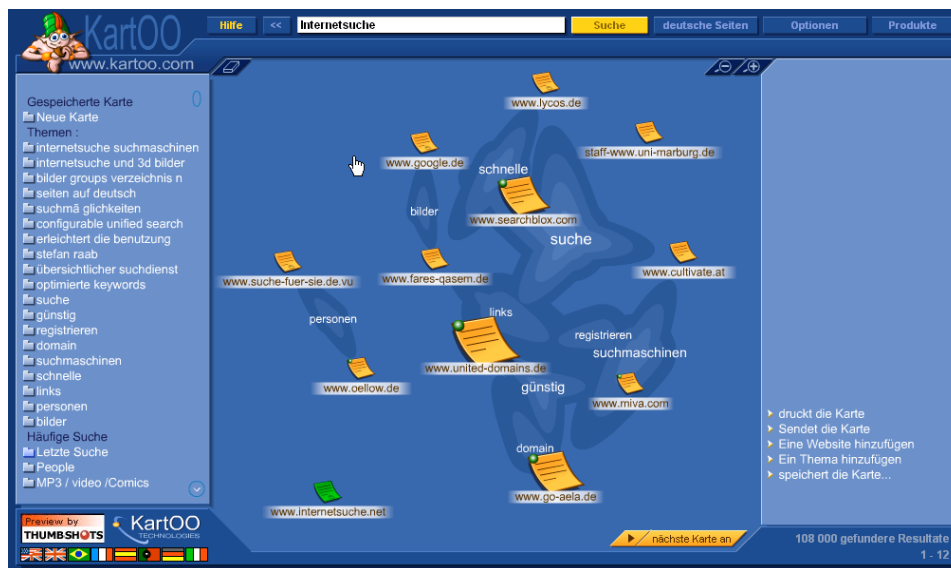 KartOO
www.kartoo.com
Hilfe
<<
Internetsuche
Suche
deutsche Seiten
Optionen
Produkte
Gespeicherte Karte
Neue Karte
Themen :
internetsuche suchmaschinen
internetsuche und 3d bilder
bilder groups verzeichnis n
seiten auf deutsch
suchmã glichkeiten
configurable unified search
erleichtert die benutzung
stefan raab
übersichtlicher suchdienst
optimierte keywords
suche
günstig
registrieren
domain
suchmaschinen
schnelle
links
personen
bilder
Häufige Suche
Letzte Suche
People
MP3 / video /Comics
www.lycos.de
www.google.de
staff-www.uni-marburg.de
schnelle
bilder
www.searchblox.com
suche
www.suche-fuer-sie.de.vu
www.fares-qasem.de
www.cultivate.at
personen
links
registrieren
suchmaschinen
www.united-domains.de
www.oellow.de
günstig
www.miva.com
domain
www.go-aela.de
www.internetsuche.net
nächste Karte an
druckt die Karte
Sendet die Karte
Eine Website hinzufügen
Ein Thema hinzufügen
speichert die Karte...
Preview by
THUMBSHOTS
KartOO
TECHNOLOGIES
108 000 gefundere Resultate
1 - 12